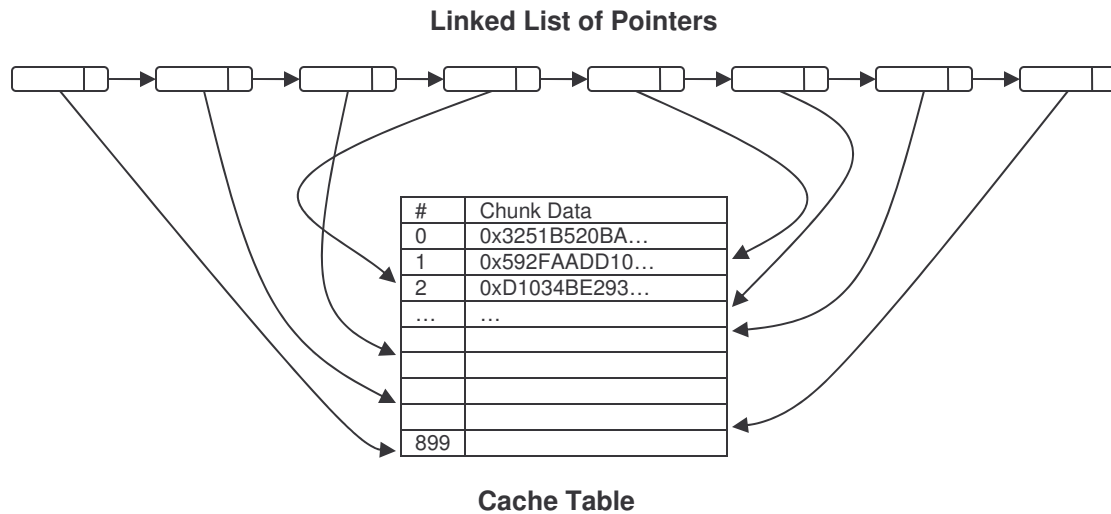 Linked List of Pointers
# Chunk Data
0 0x3251B520BA…
1 0x592FAADD10…
2 0xD1034BE293…
… …
899
Cache Table